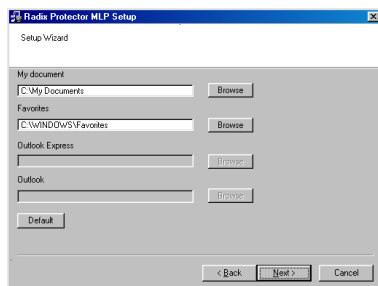 Radix Protector MLP Setup
Setup Wizard
My document
C:\My Documents
Browse
Favorites
C:\WINDOWS\Favorites
Browse
Outlook Express
Browse
Outlook
Browse
Default
< Back
Next >
Cancel